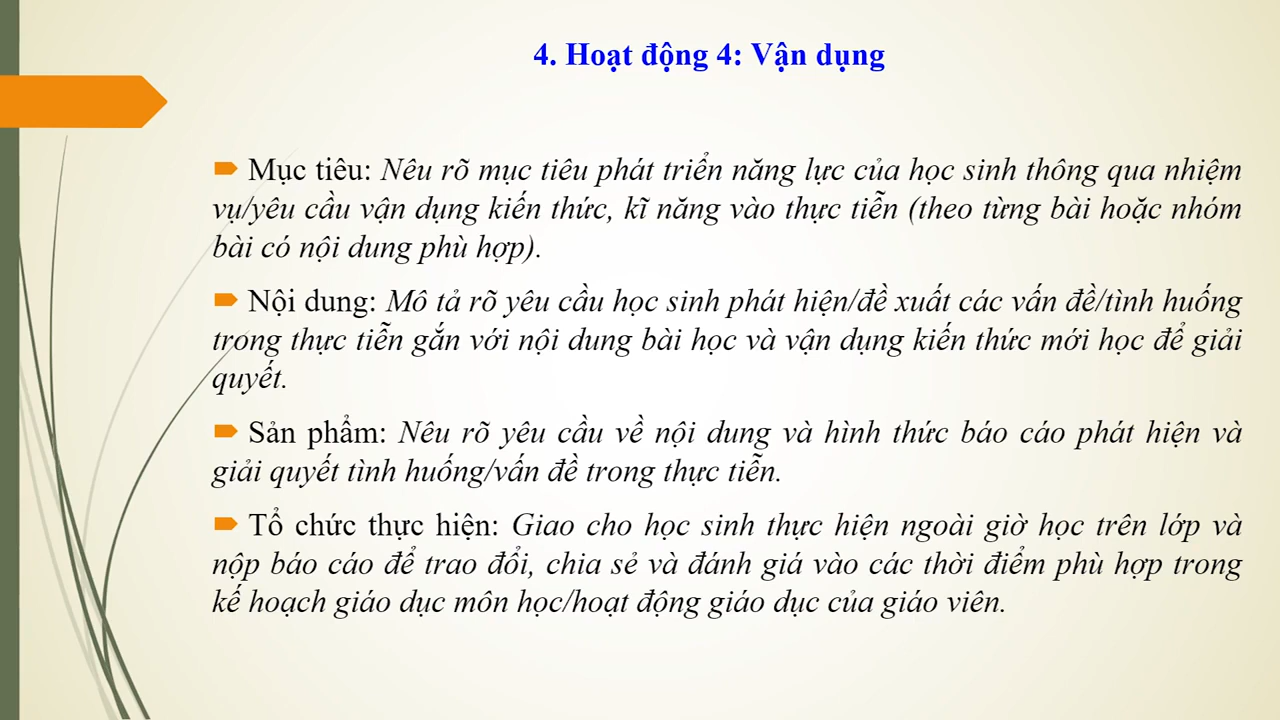 4. Hoạt động 4: Vận dụng
Mục tiêu: Nêu rõ mục tiêu phát triển năng lực của học sinh thông qua nhiệm
vụ/yêu cầu vận dụng kiến thức, kĩ năng vào thực tiễn (theo từng bài hoặc nhóm
bài có nội dung phù hợp).
Nội dung: Mô tả rõ yêu cầu học sinh phát hiện/đề xuất các vấn đề/tình huống
trong thực tiễn gắn với nội dung bài học và vận dụng kiến thức mới học để giải
quyết.
Sản phẩm: Nêu rõ yêu cầu về nội dung và hình thức báo cáo phát hiện và
giải quyết tình huống/vấn đề trong thực tiễn.
Tổ chức thực hiện: Giao cho học sinh thực hiện ngoài giờ học trên lớp và
nộp báo cáo để trao đổi, chia sẻ và đánh giá vào các thời điểm phù hợp trong
kế hoạch giáo dục môn học/hoạt động giáo dục của giáo viên.